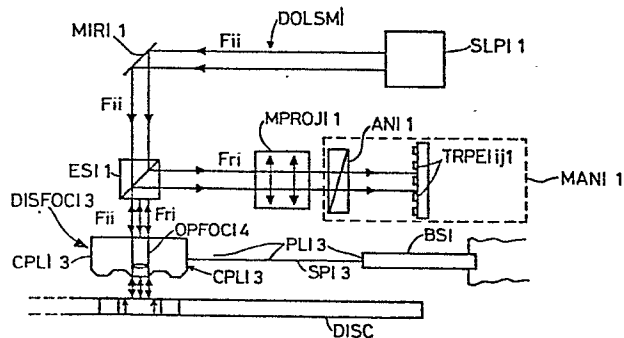 MIRI 1
DOLSMI
SLPI 1
Fii
Fii
MPROJI 1
ANI 1
TRPEIij1
Fri
ESI 1
MANI 1
DISFOCI 3
Fii
Fri
OPFOCI 4
CPLI 3
PLI 3
BSI
CPLI 3
SPI 3
DISC